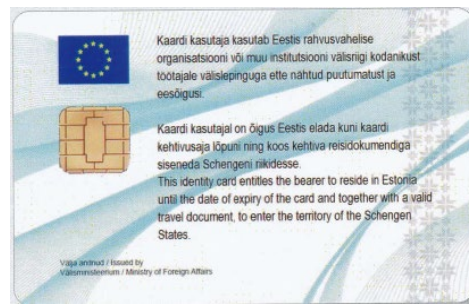 Kaardi kasutaja kasutab Eestis rahvusvahelise
organisatsiooni või muu institutsiooni välisriigi kodanikust
töötajale välislepinguga ette nähtud puutumatust ja
eesõigusi.
Kaardi kasutajal on õigus Eestis elada kuni kaardi
kehtivusaja lõpuni ning koos kehtiva reisidokumendiga
siseneda Schengeni riikidesse.
This identity card entitles the bearer to reside in Estonia
until the date of expiry of the card and together with a valid
travel document, to enter the territory of the Schengen
States.
Välja andnud / Issued by
Välisministeerium / Ministry of Foreign Affairs